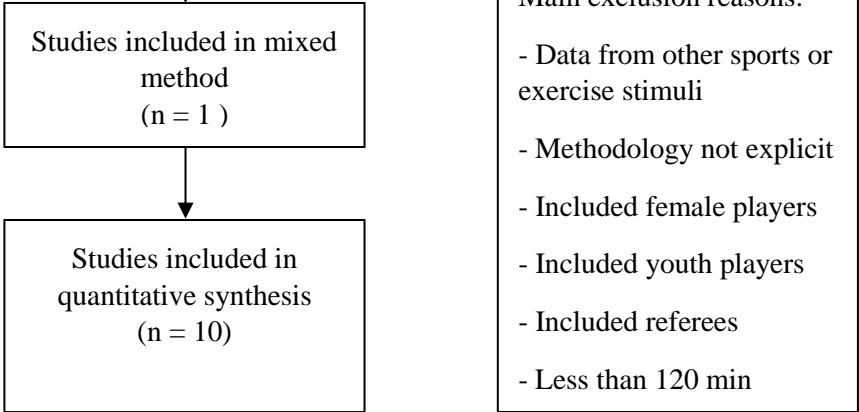 Studies included in mixed
method
(n = 1 )
Studies included in
quantitative synthesis
(n = 10)
Main exclusion reasons:
- Data from other sports or
exercise stimuli
- Methodology not explicit
- Included female players
- Included youth players
- Included referees
- Less than 120 min